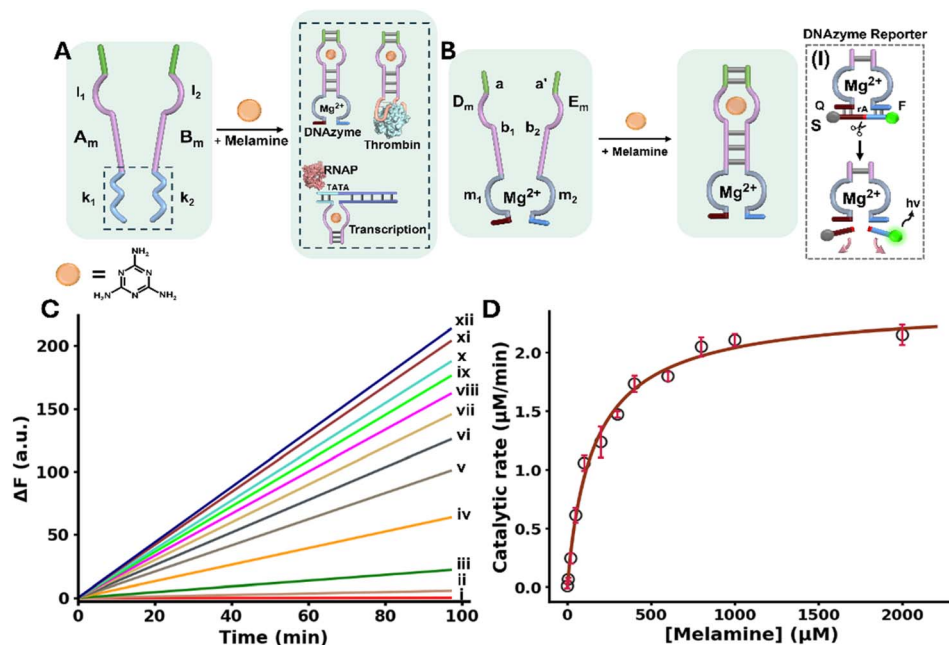 A
l₁
l₂
Aₘ
Bₘ
k₁
k₂
+ Melamine
Mg²⁺
DNAzyme
Thrombin
RNAP
TATA
Transcription
=
NH₂
N
N
N
H₂N
NH₂
B
a
a'
Dₘ
Eₘ
b₁
b₂
m₁
Mg²⁺
m₂
+ Melamine
Mg²⁺
DNAzyme Reporter
(I)
Mg²⁺
Q
rA
F
S
Mg²⁺
hv
C
ΔF (a.u.)
200
150
100
50
0
0
20
40
60
80
100
Time (min)
xii
xi
x
ix
viii
vii
vi
v
iv
iii
ii
i
D
Catalytic rate (μM/min)
2.0
1.5
1.0
0.5
0.0
0
500
1000
1500
2000
[Melamine] (μM)